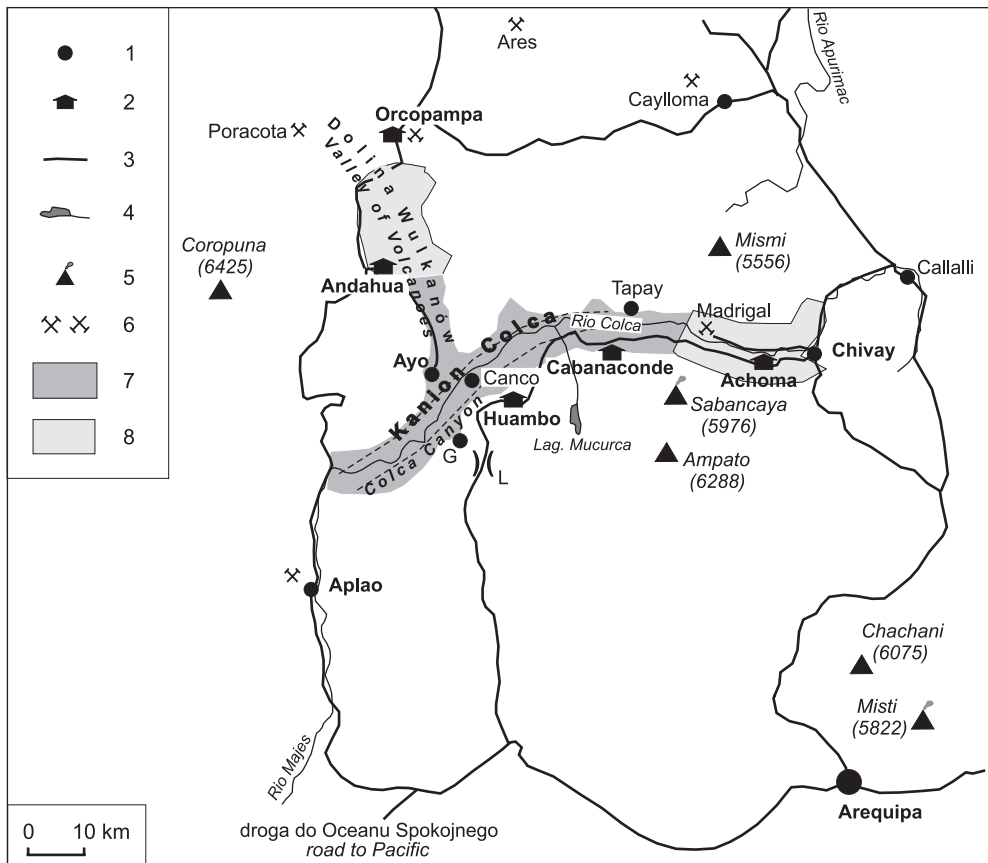 1
2
3
4
5
6
7
8
0 10 km
Ares
Rio Apurimac
Caylloma
Orcopampa
Poracota
Dolina Wulkanów
Valley of Volcanoes
Coropuna
(6425)
Mismi
(5556)
Andahua
Callalli
Tapay
Madrigal
Rio Colca
Kanion Colca
Colca Canyon
Chivay
Ayo
Canco
Cabanaconde
Achoma
Huambo
Sabancaya
(5976)
Lag. Mucurca
G
L
Ampato
(6288)
Aplao
Chachani
(6075)
Misti
(5822)
Rio Majes
Arequipa
droga do Oceanu Spokojnego
road to Pacific